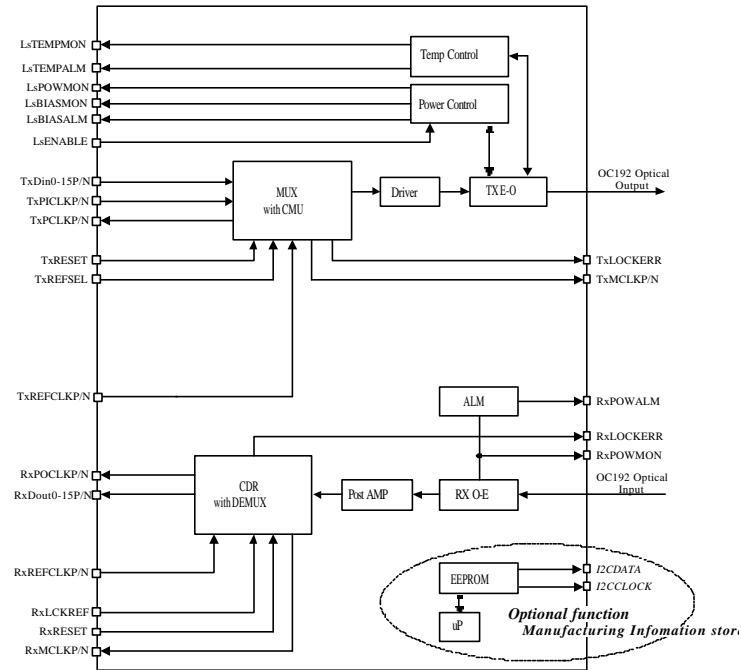 LsTEMPMON
Temp Control
LsTEMPALM
LsPOWMON
LsBIASMON
Power Control
LsBIASALM
LsENABLE
TxDin0-15P/N
TxPICLKP/N
TxPCLKP/N
MUX
with CMU
Driver
TX E-O
OC192 Optical
Output
TxRESET
TxREFSEL
TxLOCKERR
TxMCLKP/N
TxREFCLKP/N
ALM
RxPOWALM
RxLOCKERR
RxPOWMON
RxPOCLKP/N
RxDout0-15P/N
CDR
with DEMUX
Post AMP
RX O-E
OC192 Optical
Input
RxREFCLKP/N
RxLCKREF
RxRESET
RxMCLKP/N
EEPROM
I2CDATA
I2CCLOCK
uP
Optional function
Manufacturing Infomation store